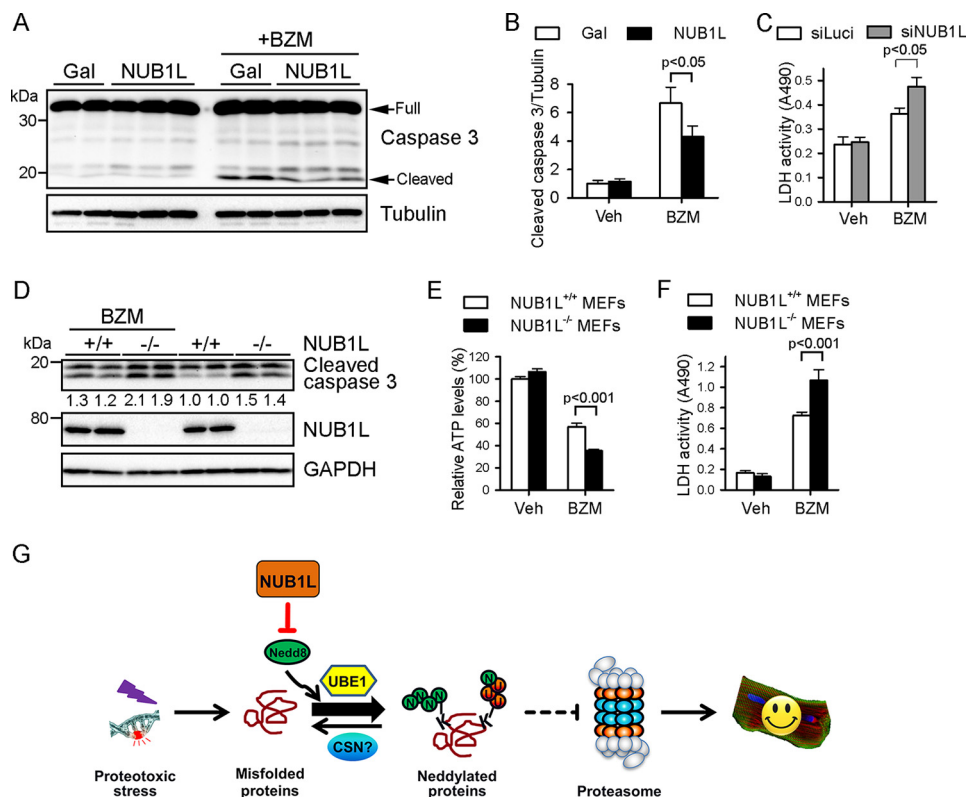 A
+BZM
Gal NUB1L Gal NUB1L
kDa
30
20
Full
Caspase 3
Cleaved
Tubulin
B
Gal NUB1L
p<0.05
Cleaved caspase 3/Tubulin
8
6
4
2
0
Veh BZM
C
siLuci siNUB1L
p<0.05
LDH activity (A490)
0.5
0.4
0.3
0.2
0.1
0.0
Veh BZM
D
BZM
kDa +/+ -/- +/+ -/- NUB1L
20
Cleaved
caspase 3
1.3 1.2 2.1 1.9 1.0 1.0 1.5 1.4
80
NUB1L
GAPDH
E
NUB1L+/+ MEFs
NUB1L-/- MEFs
p<0.001
Relative ATP levels (%)
120
100
80
60
40
20
0
Veh BZM
F
NUB1L+/+ MEFs
NUB1L-/- MEFs
p<0.001
LDH activity (A490)
1.2
1.0
0.8
0.6
0.4
0.2
0.0
Veh BZM
G
NUB1L
Nedd8
UBE1
CSN?
N N N N
N U U U U
Proteotoxic
stress
Misfolded
proteins
Neddylated
proteins
Proteasome